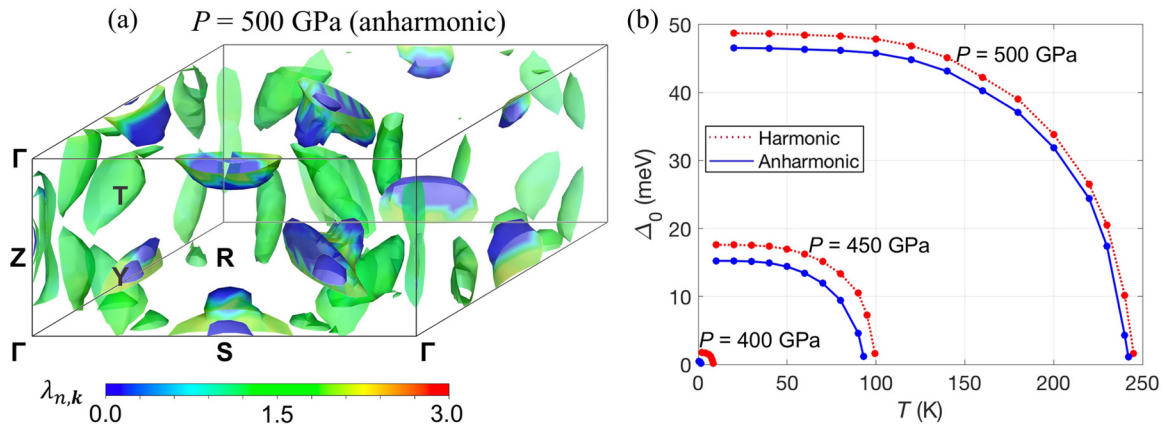 (a)
P = 500 GPa (anharmonic)
Γ
T
Z
Y
R
Γ
S
Γ
λn,k
0.0
1.5
3.0
(b)
Δ0 (meV)
50
40
30
20
10
0
P = 500 GPa
Harmonic
Anharmonic
P = 450 GPa
P = 400 GPa
0
50
100
150
200
250
T (K)